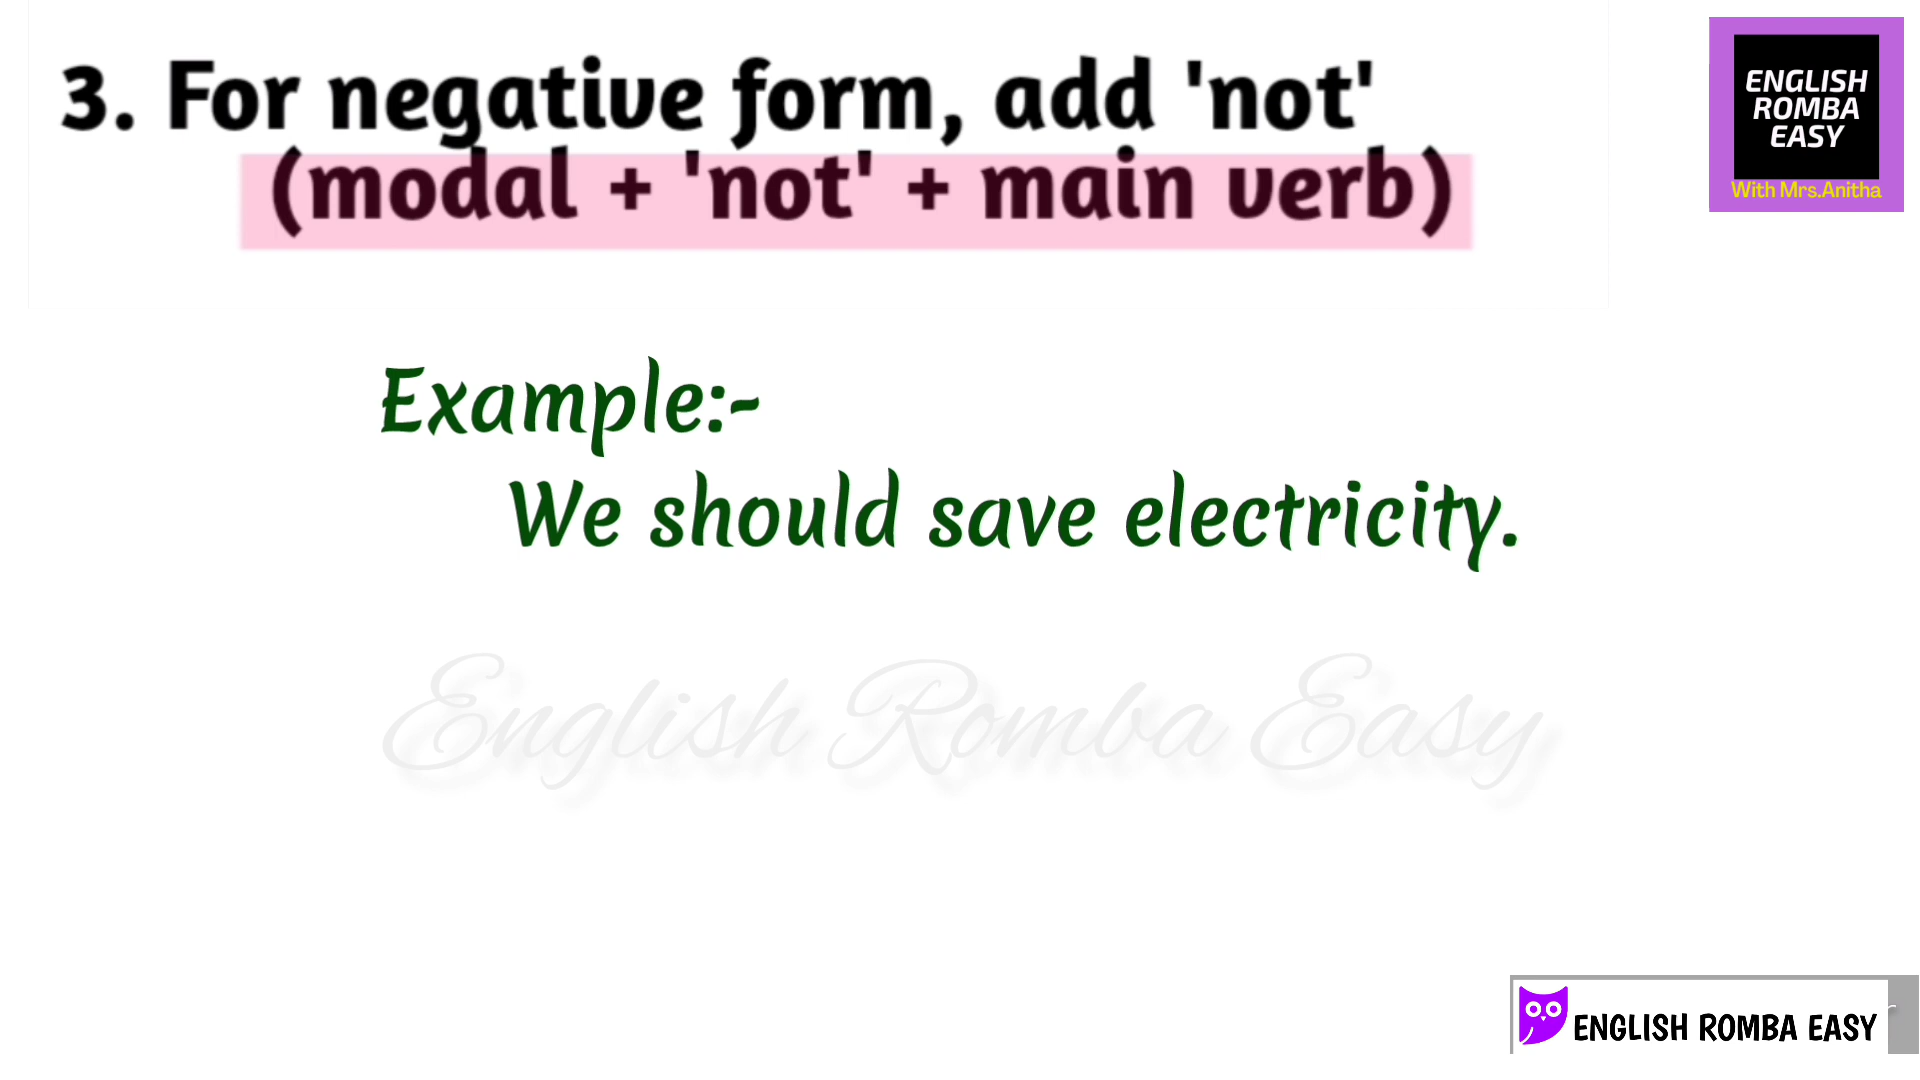 3. For negative form, add 'not'
(modal + 'not' + main verb)
ENGLISH
ROMBA
EASY
With Mrs.Anitha
Example:-
We should save electricity.
English Romba Easy
ENGLISH ROMBA EASY